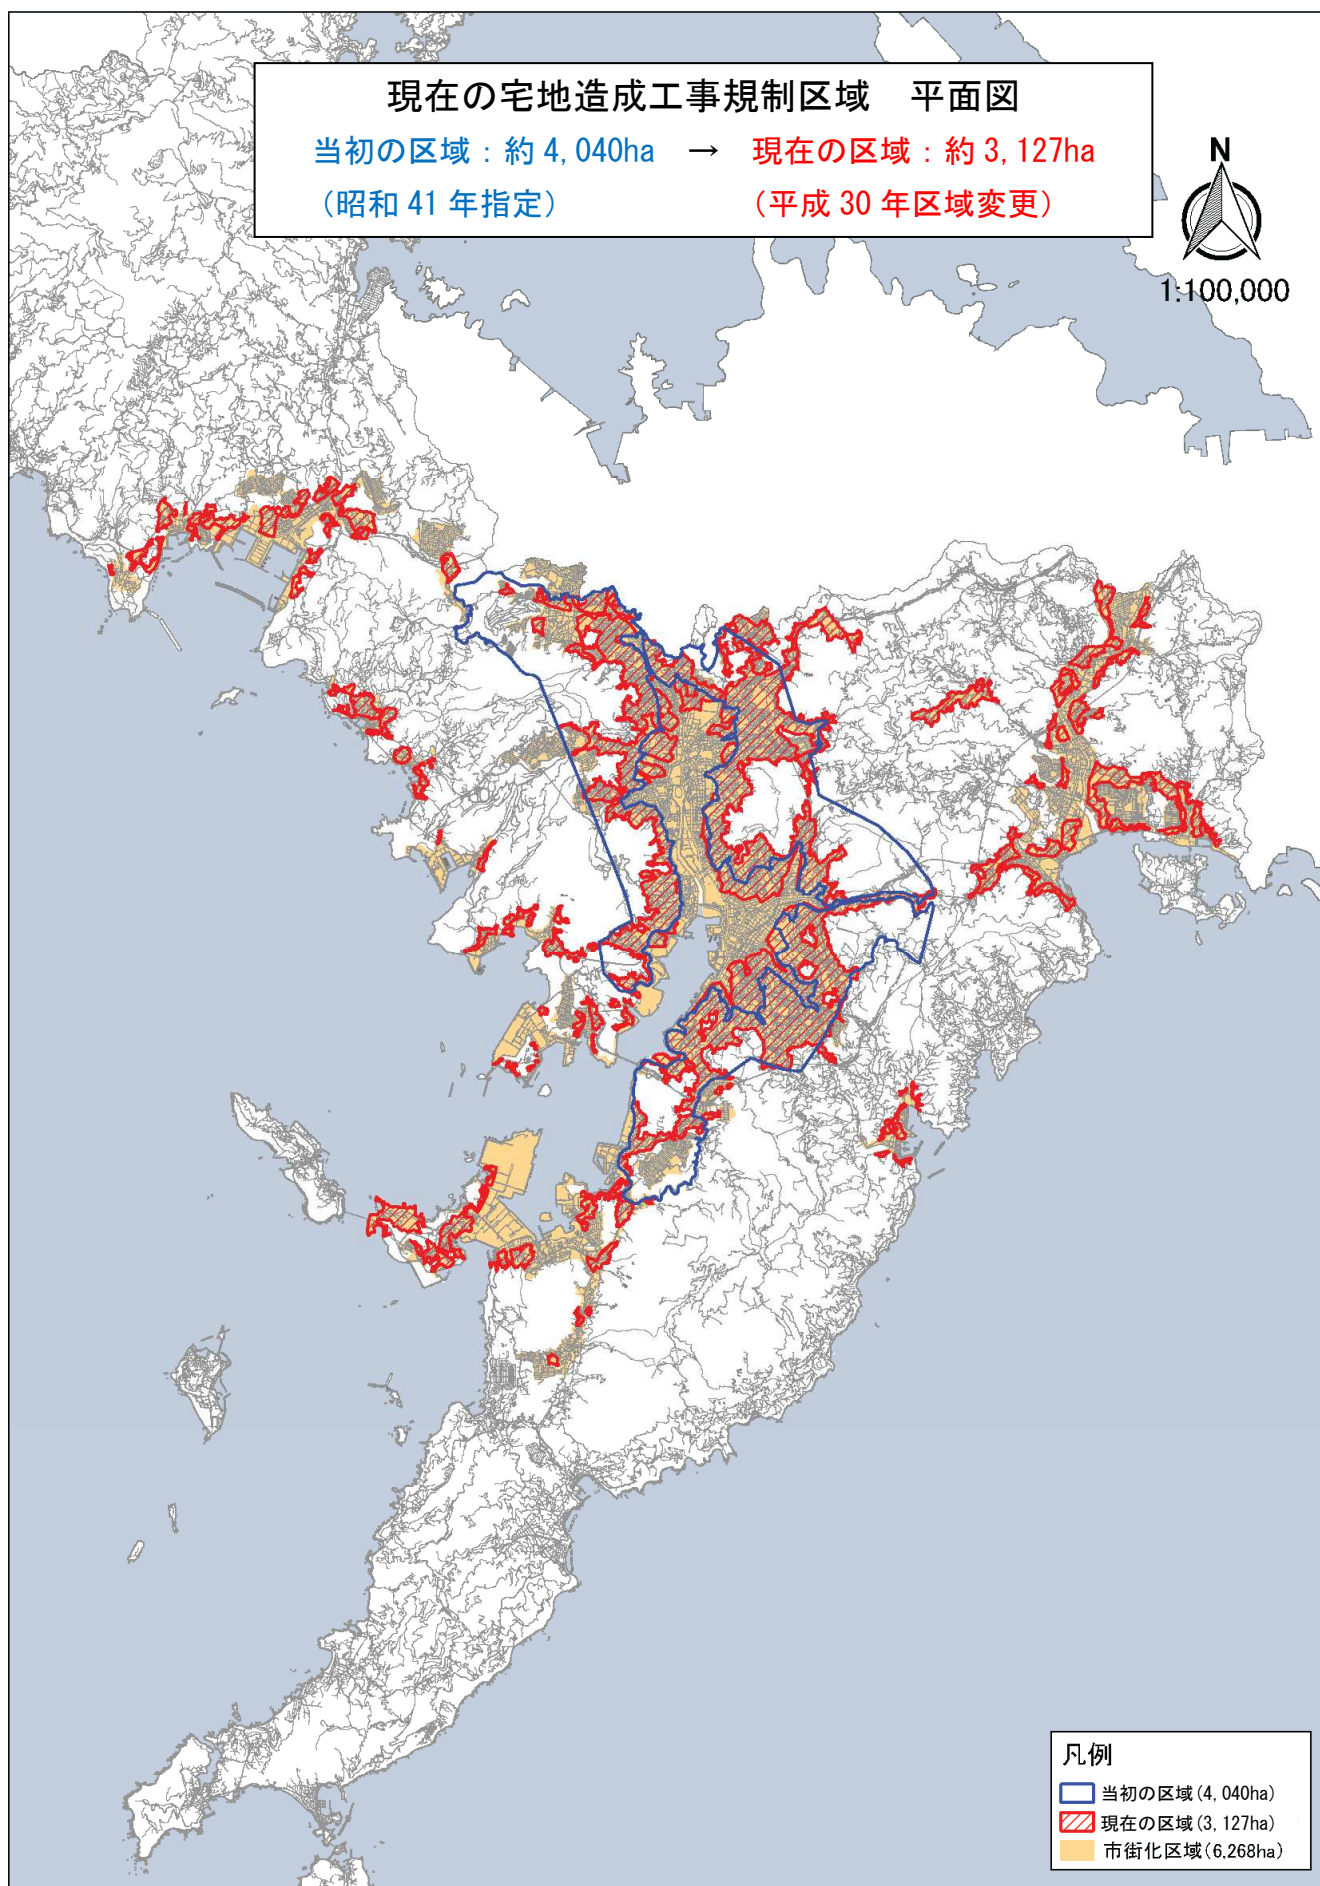 現在の宅地造成工事規制区域　平面図
当初の区域：約 4,040ha　→　現在の区域：約 3,127ha
（昭和 41 年指定）　（平成 30 年区域変更）
N
1:100,000
凡例
当初の区域(4,040ha)
現在の区域(3,127ha)
市街化区域(6,268ha)